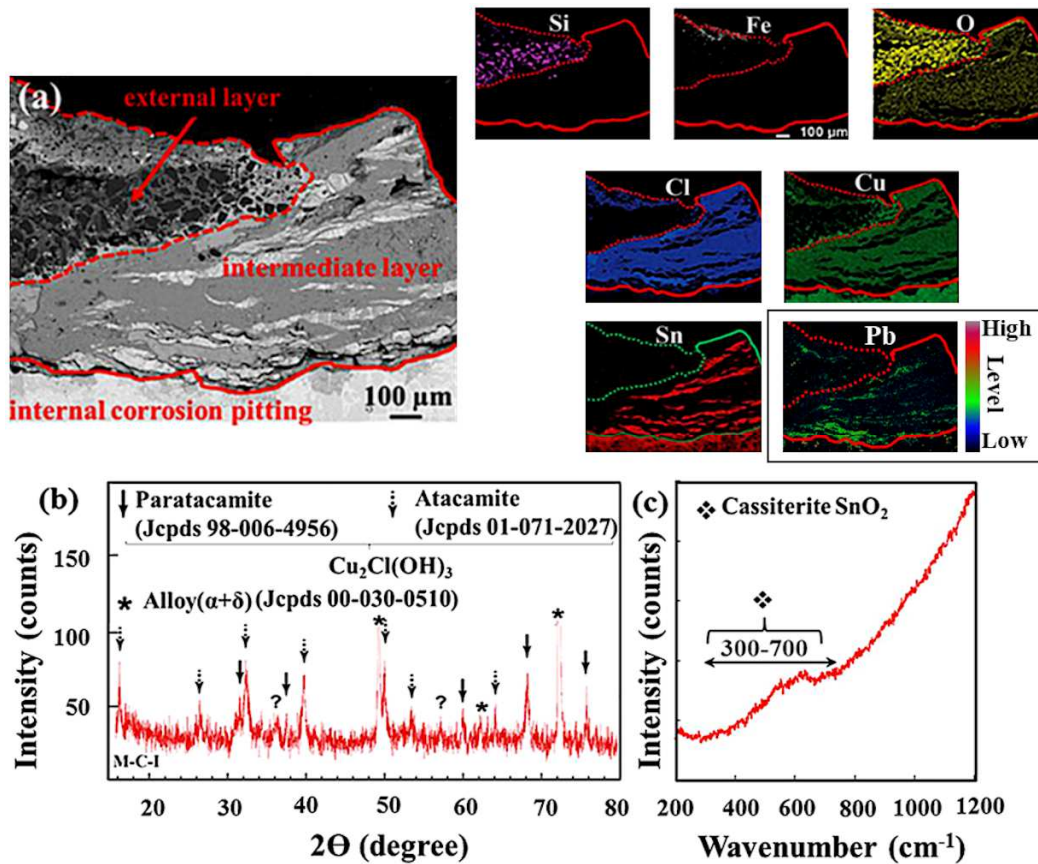 (a)
external layer
intermediate layer
internal corrosion pitting
100 µm
Si
Fe
100 µm
O
Cl
Cu
Sn
Pb
High
Level
Low
(b)
Paratacamite
(Jcpds 98-006-4956)
Atacamite
(Jcpds 01-071-2027)
Cu₂Cl(OH)₃
* Alloy(α+δ)(Jcpds 00-030-0510)
*
*
*
?
?
M-C-I
Intensity (counts)
150
100
50
20 30 40 50 60 70 80
2ϴ (degree)
(c)
❖ Cassiterite SnO₂
❖
300-700
Intensity (counts)
200 400 600 800 1000 1200
Wavenumber (cm⁻¹)